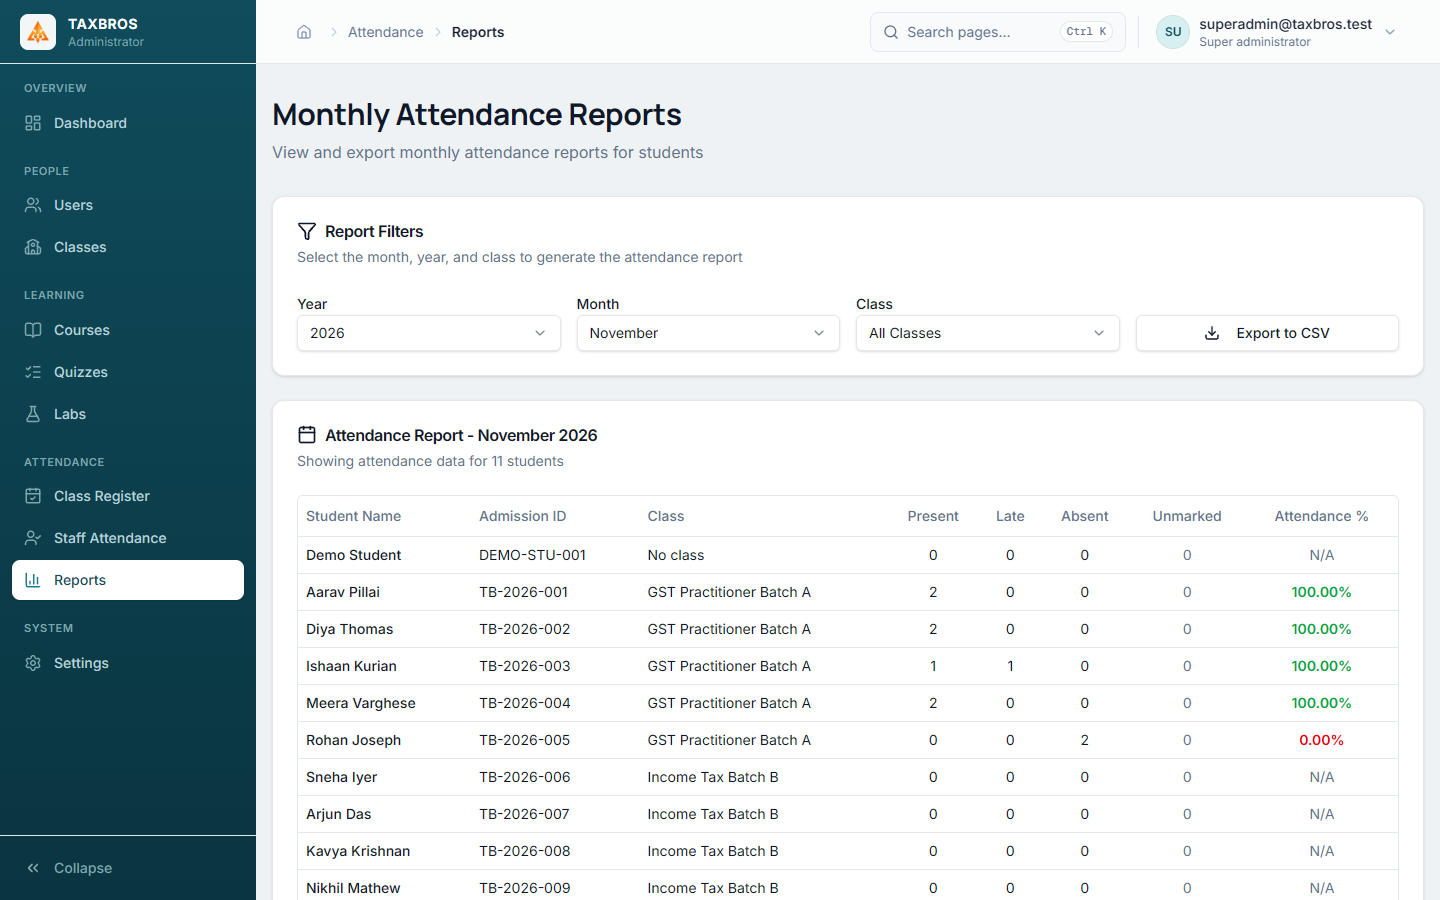 TAXBROS
Administrator
OVERVIEW
Dashboard
PEOPLE
Users
Classes
LEARNING
Courses
Quizzes
Labs
ATTENDANCE
Class Register
Staff Attendance
Reports
SYSTEM
Settings
Collapse
Attendance Reports
Search pages... Ctrl K
SU
superadmin@taxbros.test
Super administrator
Monthly Attendance Reports
View and export monthly attendance reports for students
Report Filters
Select the month, year, and class to generate the attendance report
Year Month Class
2026 November All Classes Export to CSV
Attendance Report - November 2026
Showing attendance data for 11 students
Student Name Admission ID Class Present Late Absent Unmarked Attendance %
Demo Student DEMO-STU-001 No class 0 0 0 0 N/A
Aarav Pillai TB-2026-001 GST Practitioner Batch A 2 0 0 0 100.00%
Diya Thomas TB-2026-002 GST Practitioner Batch A 2 0 0 0 100.00%
Ishaan Kurian TB-2026-003 GST Practitioner Batch A 1 1 0 0 100.00%
Meera Varghese TB-2026-004 GST Practitioner Batch A 2 0 0 0 100.00%
Rohan Joseph TB-2026-005 GST Practitioner Batch A 0 0 2 0 0.00%
Sneha Iyer TB-2026-006 Income Tax Batch B 0 0 0 0 N/A
Arjun Das TB-2026-007 Income Tax Batch B 0 0 0 0 N/A
Kavya Krishnan TB-2026-008 Income Tax Batch B 0 0 0 0 N/A
Nikhil Mathew TB-2026-009 Income Tax Batch B 0 0 0 0 N/A